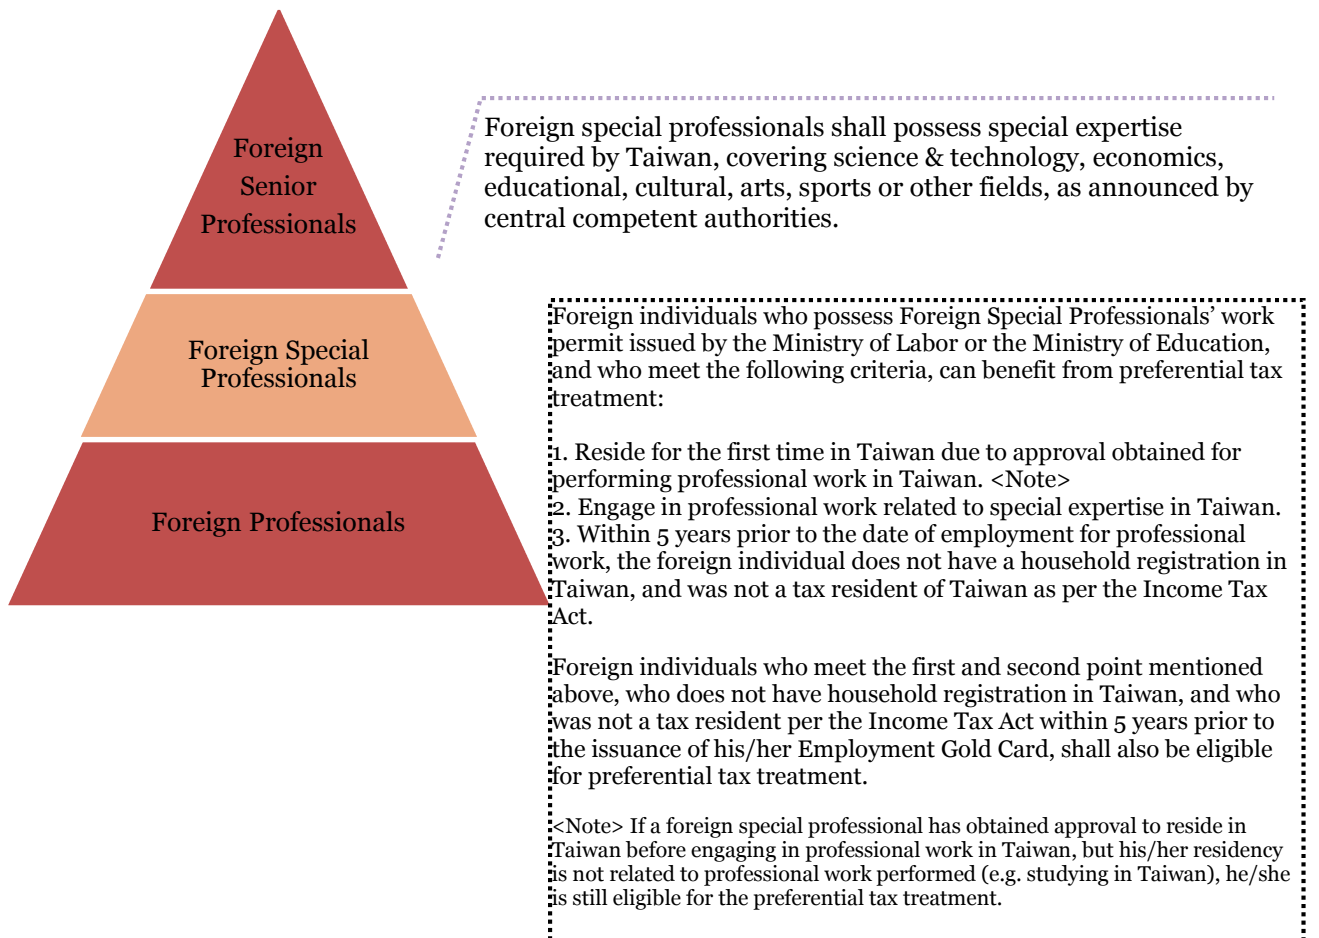 Foreign
Senior
Professionals
Foreign special professionals shall possess special expertise
required by Taiwan, covering science & technology, economics,
educational, cultural, arts, sports or other fields, as announced by
central competent authorities.
Foreign Special
Professionals
Foreign Professionals
Foreign individuals who possess Foreign Special Professionals’ work
permit issued by the Ministry of Labor or the Ministry of Education,
and who meet the following criteria, can benefit from preferential tax
treatment:
1. Reside for the first time in Taiwan due to approval obtained for
performing professional work in Taiwan. <Note>
2. Engage in professional work related to special expertise in Taiwan.
3. Within 5 years prior to the date of employment for professional
work, the foreign individual does not have a household registration in
Taiwan, and was not a tax resident of Taiwan as per the Income Tax
Act.
Foreign individuals who meet the first and second point mentioned
above, who does not have household registration in Taiwan, and who
was not a tax resident per the Income Tax Act within 5 years prior to
the issuance of his/her Employment Gold Card, shall also be eligible
for preferential tax treatment.
<Note> If a foreign special professional has obtained approval to reside in
Taiwan before engaging in professional work in Taiwan, but his/her residency
is not related to professional work performed (e.g. studying in Taiwan), he/she
is still eligible for the preferential tax treatment.